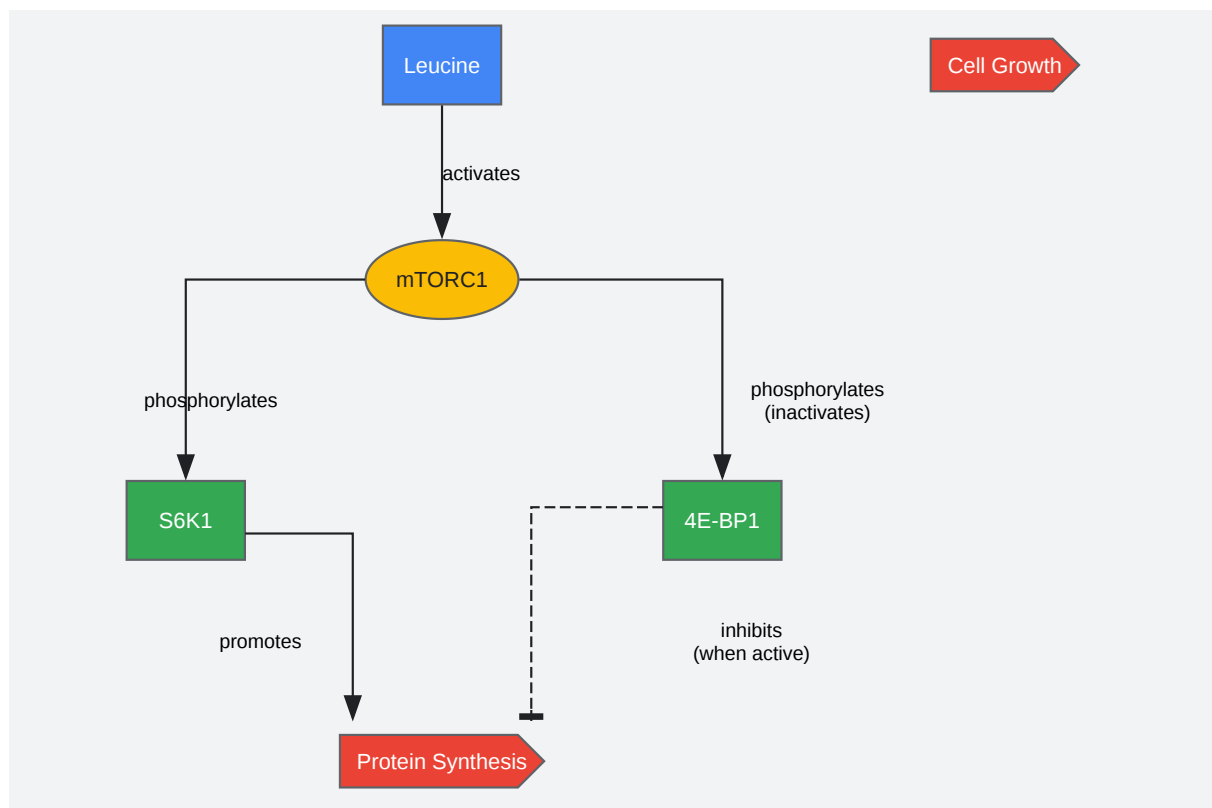 Leucine
Cell Growth
activates
mTORC1
phosphorylates
phosphorylates
(inactivates)
S6K1
4E-BP1
promotes
inhibits
(when active)
Protein Synthesis